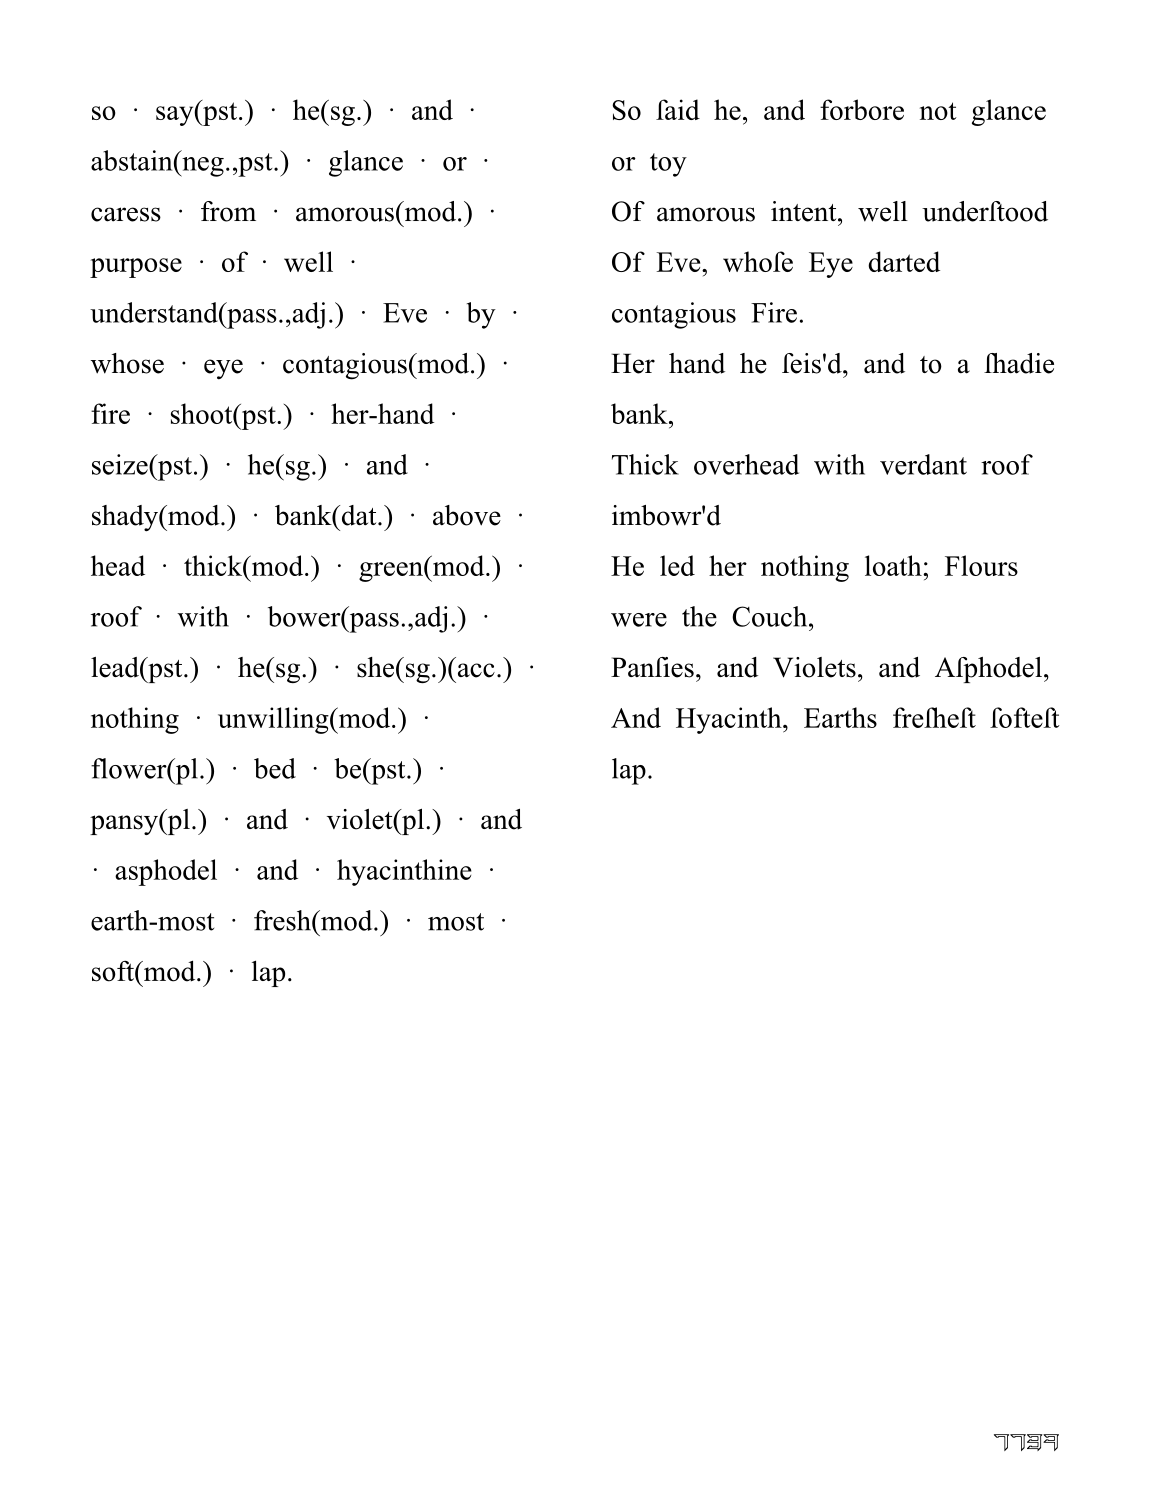 so · say(pst.) · he(sg.) · and ·
abstain(neg.,pst.) · glance · or ·
caress · from · amorous(mod.) ·
purpose · of · well ·
understand(pass.,adj.) · Eve · by ·
whose · eye · contagious(mod.) ·
fire · shoot(pst.) · her-hand ·
seize(pst.) · he(sg.) · and ·
shady(mod.) · bank(dat.) · above ·
head · thick(mod.) · green(mod.) ·
roof · with · bower(pass.,adj.) ·
lead(pst.) · he(sg.) · she(sg.)(acc.) ·
nothing · unwilling(mod.) ·
flower(pl.) · bed · be(pst.) ·
pansy(pl.) · and · violet(pl.) · and
· asphodel · and · hyacinthine ·
earth-most · fresh(mod.) · most ·
soft(mod.) · lap.
So ſaid he, and forbore not glance
or toy
Of amorous intent, well underſtood
Of Eve, whoſe Eye darted
contagious Fire.
Her hand he ſeis'd, and to a ſhadie
bank,
Thick overhead with verdant roof
imbowr'd
He led her nothing loath; Flours
were the Couch,
Panſies, and Violets, and Aſphodel,
And Hyacinth, Earths freſheſt ſofteſt
lap.